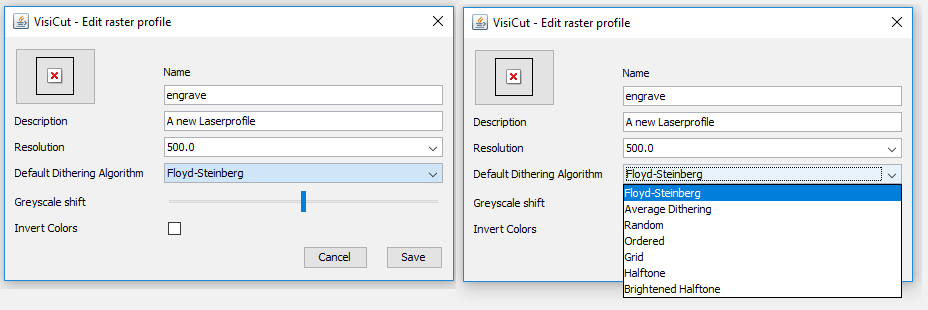 VisiCut - Edit raster profile
Name
engrave
Description A new Laserprofile
Resolution 500.0
Default Dithering Algorithm Floyd-Steinberg
Greyscale shift
Invert Colors
Cancel Save
VisiCut - Edit raster profile
Name
engrave
Description A new Laserprofile
Resolution 500.0
Default Dithering Algorithm Floyd-Steinberg
Floyd-Steinberg
Average Dithering
Greyscale shift
Random
Invert Colors
Ordered
Grid
Halftone
Brightened Halftone